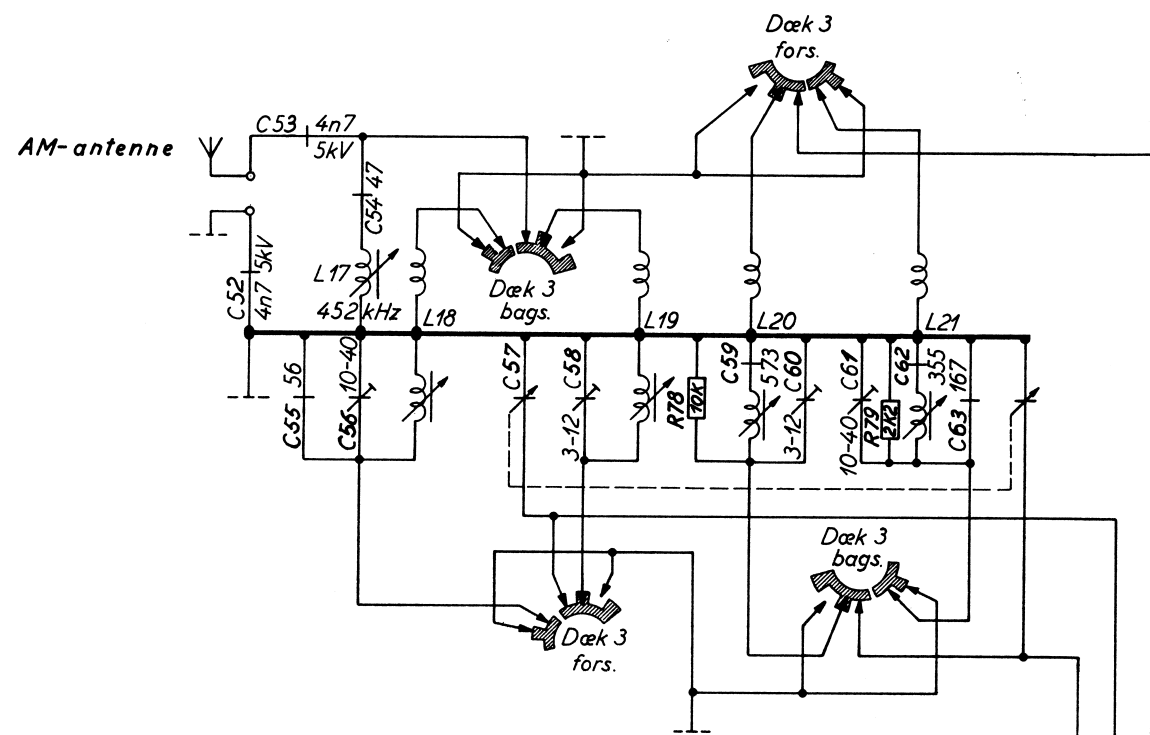 Dæk 3
fors.
AM-antenne
C53
4n7
5kV
C54
47
C52
4n7
5kV
L17
452 kHz
L18
Dæk 3
bags.
L19
L20
L21
C55
56
C56
10-40
C57
C58
3-12
R78
10K
C59
573
C60
3-12
C61
10-40
R79
2K2
C62
355
167
C63
Dæk 3
fors.
Dæk 3
bags.